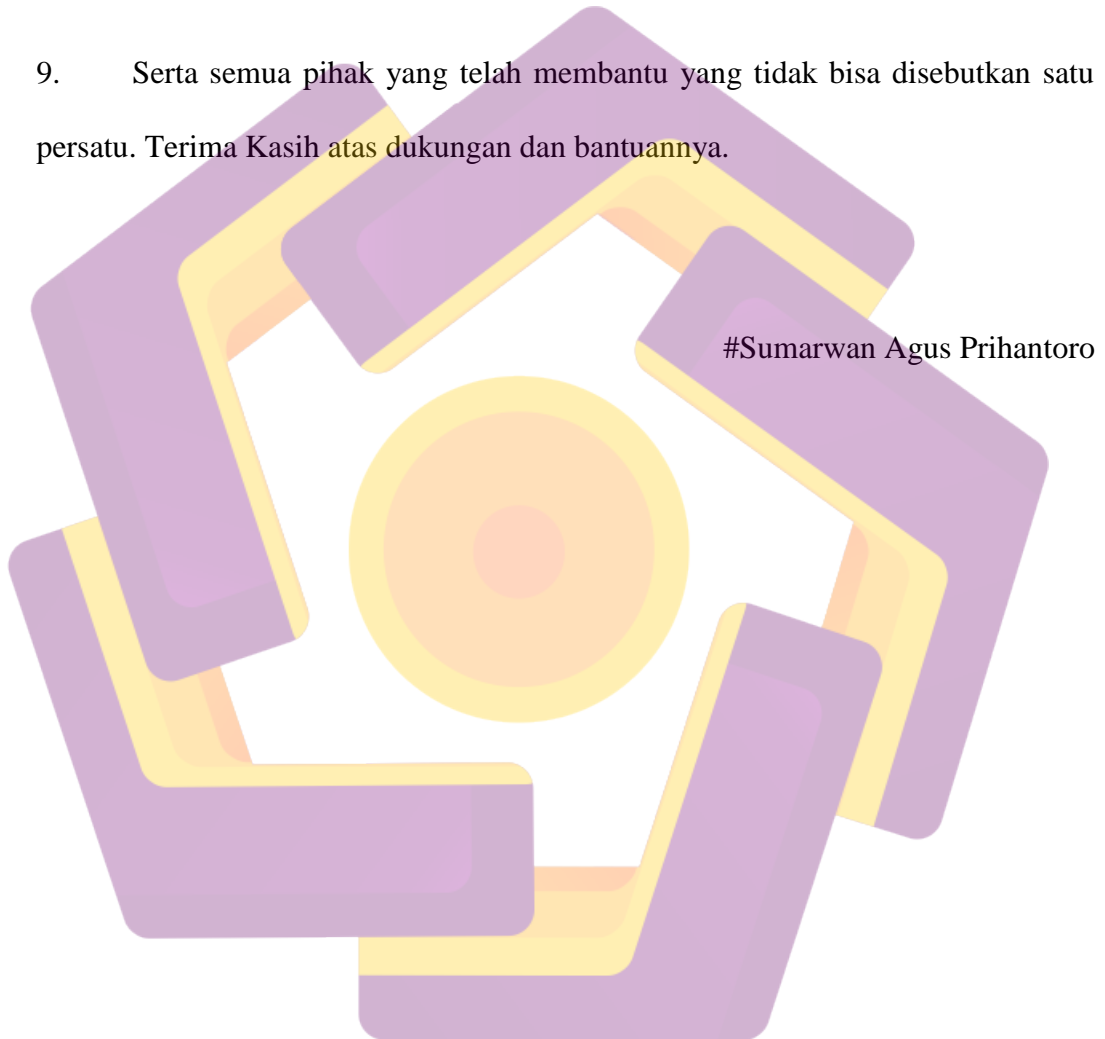 9. Serta semua pihak yang telah membantu yang tidak bisa disebutkan satu
persatu. Terima Kasih atas dukungan dan bantuannya.
#Sumarwan Agus Prihantoro